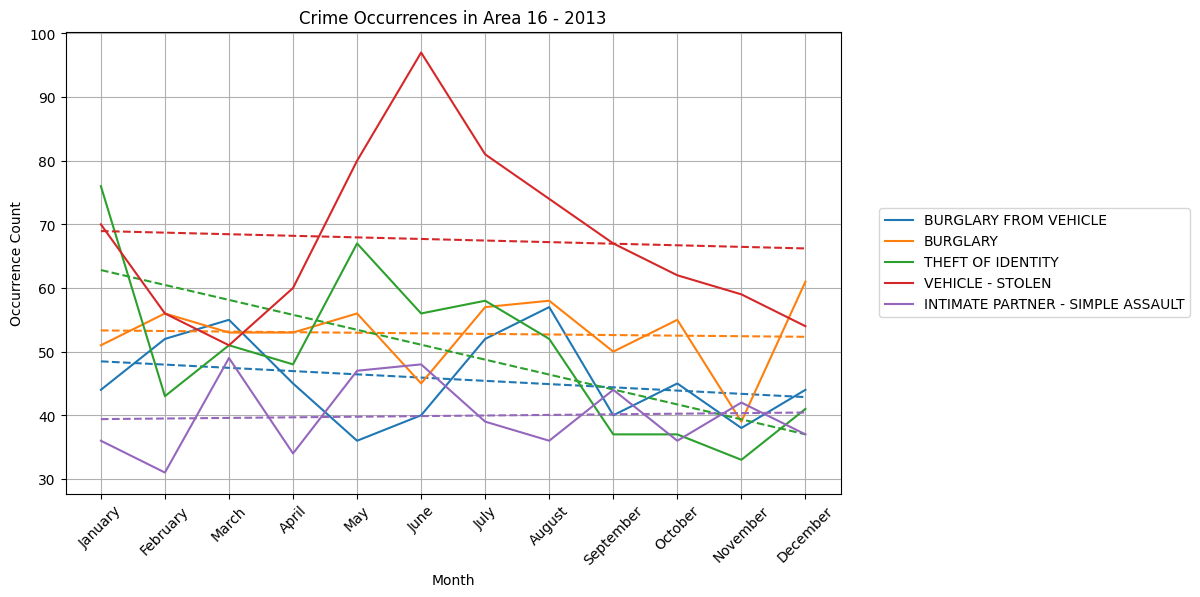 Crime Occurrences in Area 16 - 2013
Occurrence Count
100
90
80
70
60
50
40
30
January
February
March
April
May
June
July
August
September
October
November
December
Month
BURGLARY FROM VEHICLE
BURGLARY
THEFT OF IDENTITY
VEHICLE - STOLEN
INTIMATE PARTNER - SIMPLE ASSAULT